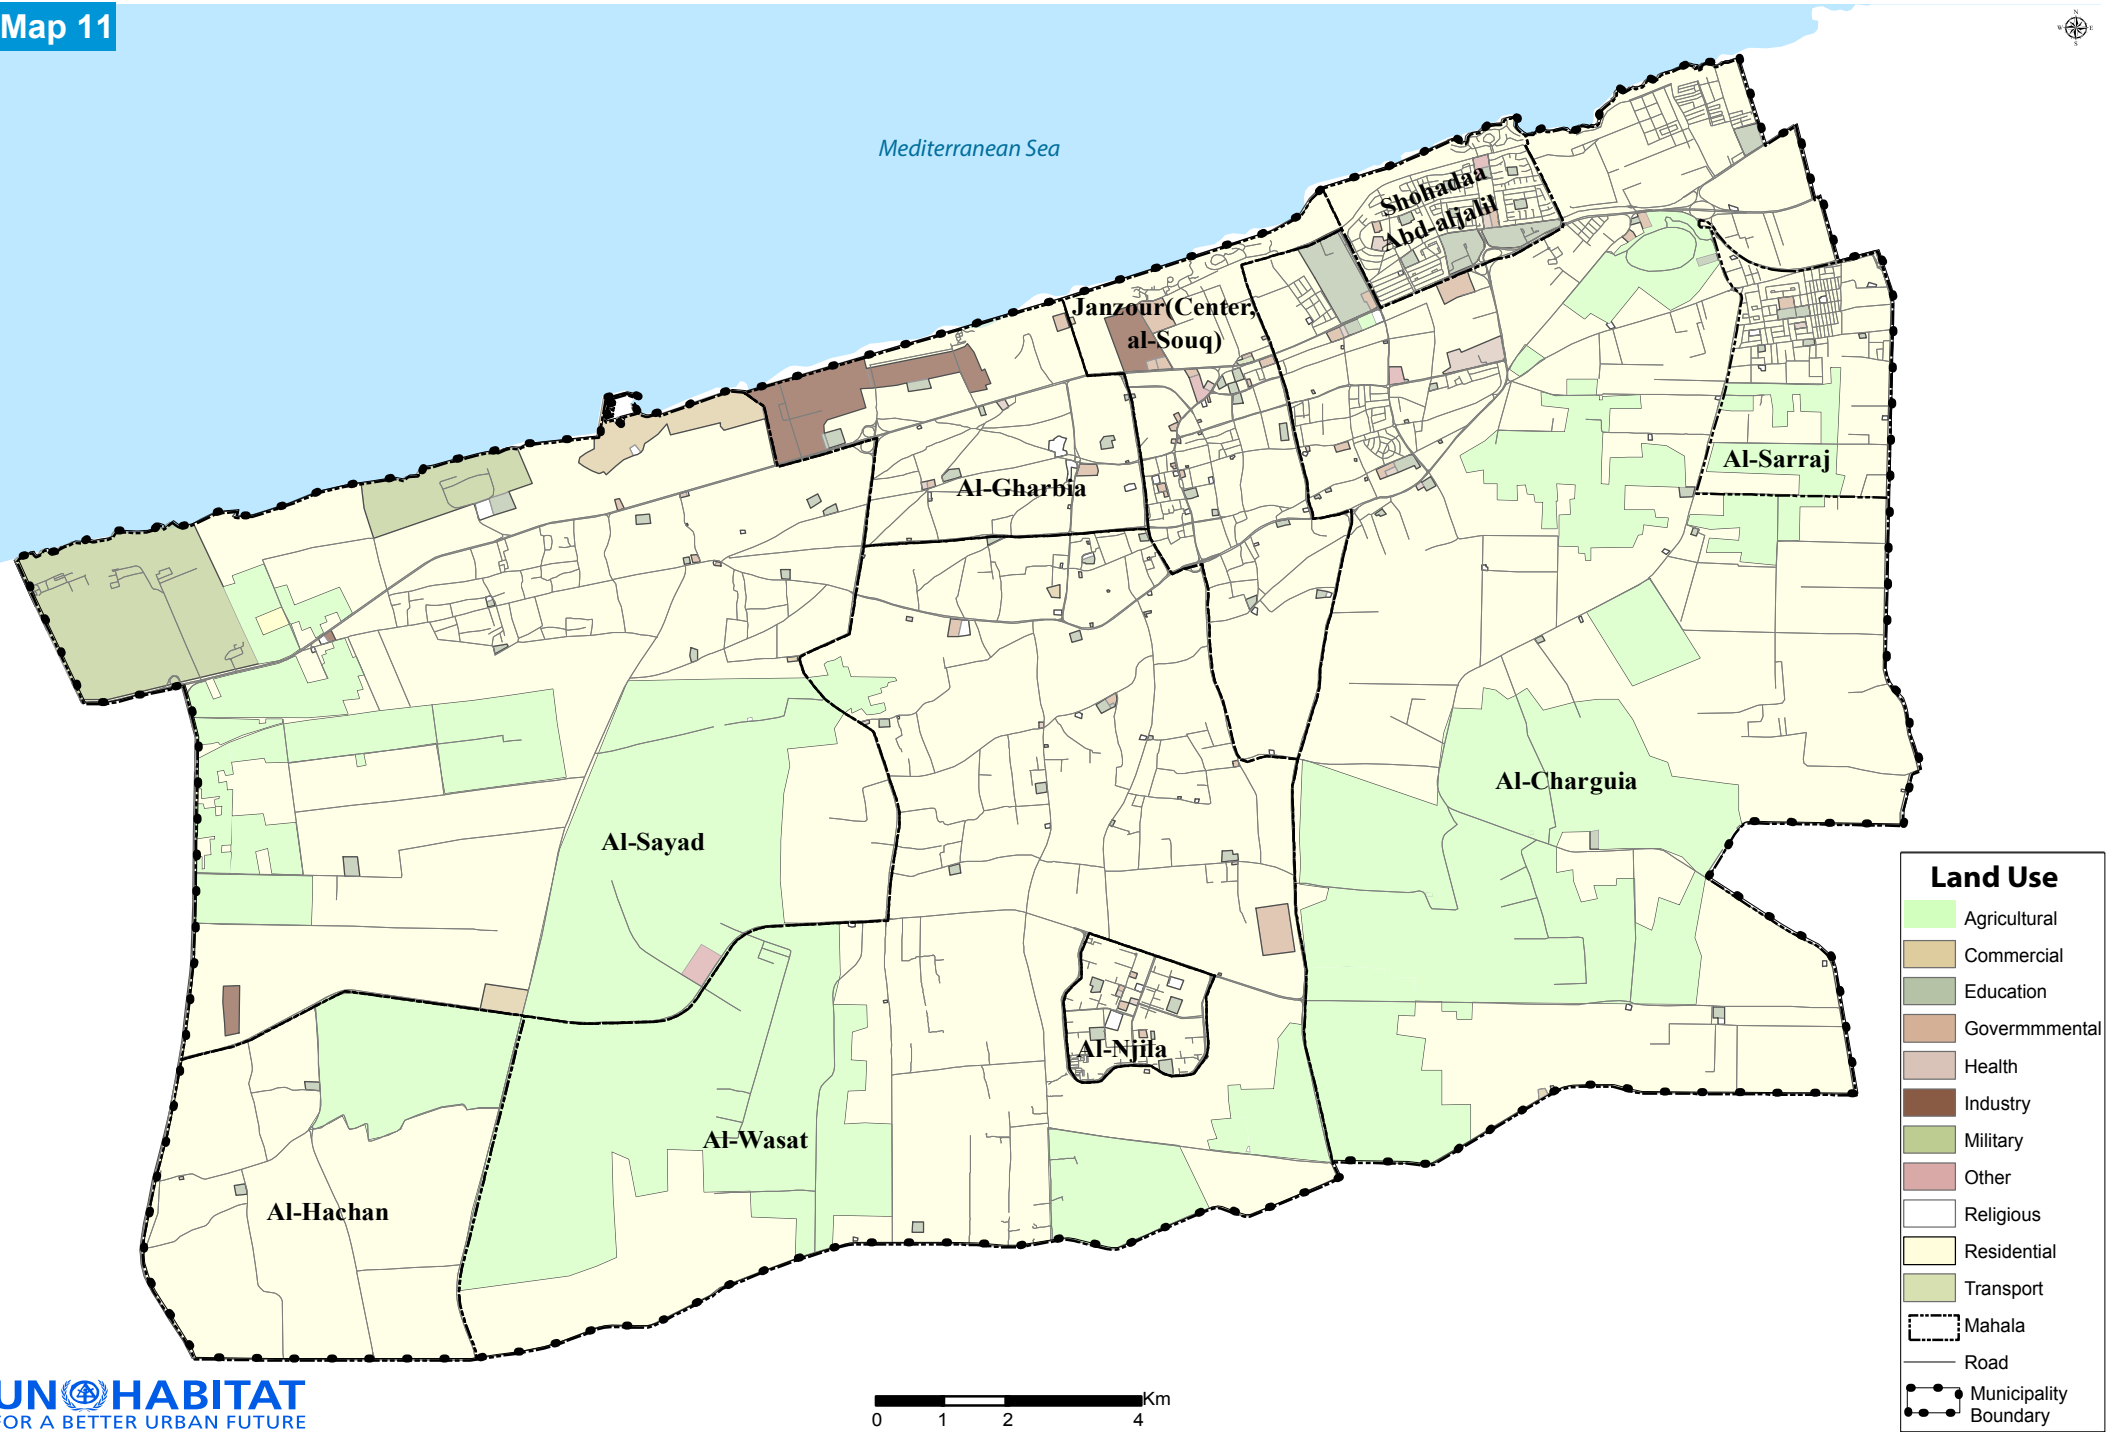 Map 11
N
W
E
S
Mediterranean Sea
Shohadaa
Abd-aljalil
Janzour(Center,
al-Souq)
Al-Sarraj
Al-Gharbia
Al-Charguia
Al-Sayad
Al-Njila
Al-Wasat
Al-Hachan
Land Use
Agricultural
Commercial
Education
Govermmmental
Health
Industry
Military
Other
Religious
Residential
Transport
Mahala
Road
Municipality
Boundary
UN HABITAT
FOR A BETTER URBAN FUTURE
Km
0 1 2 4